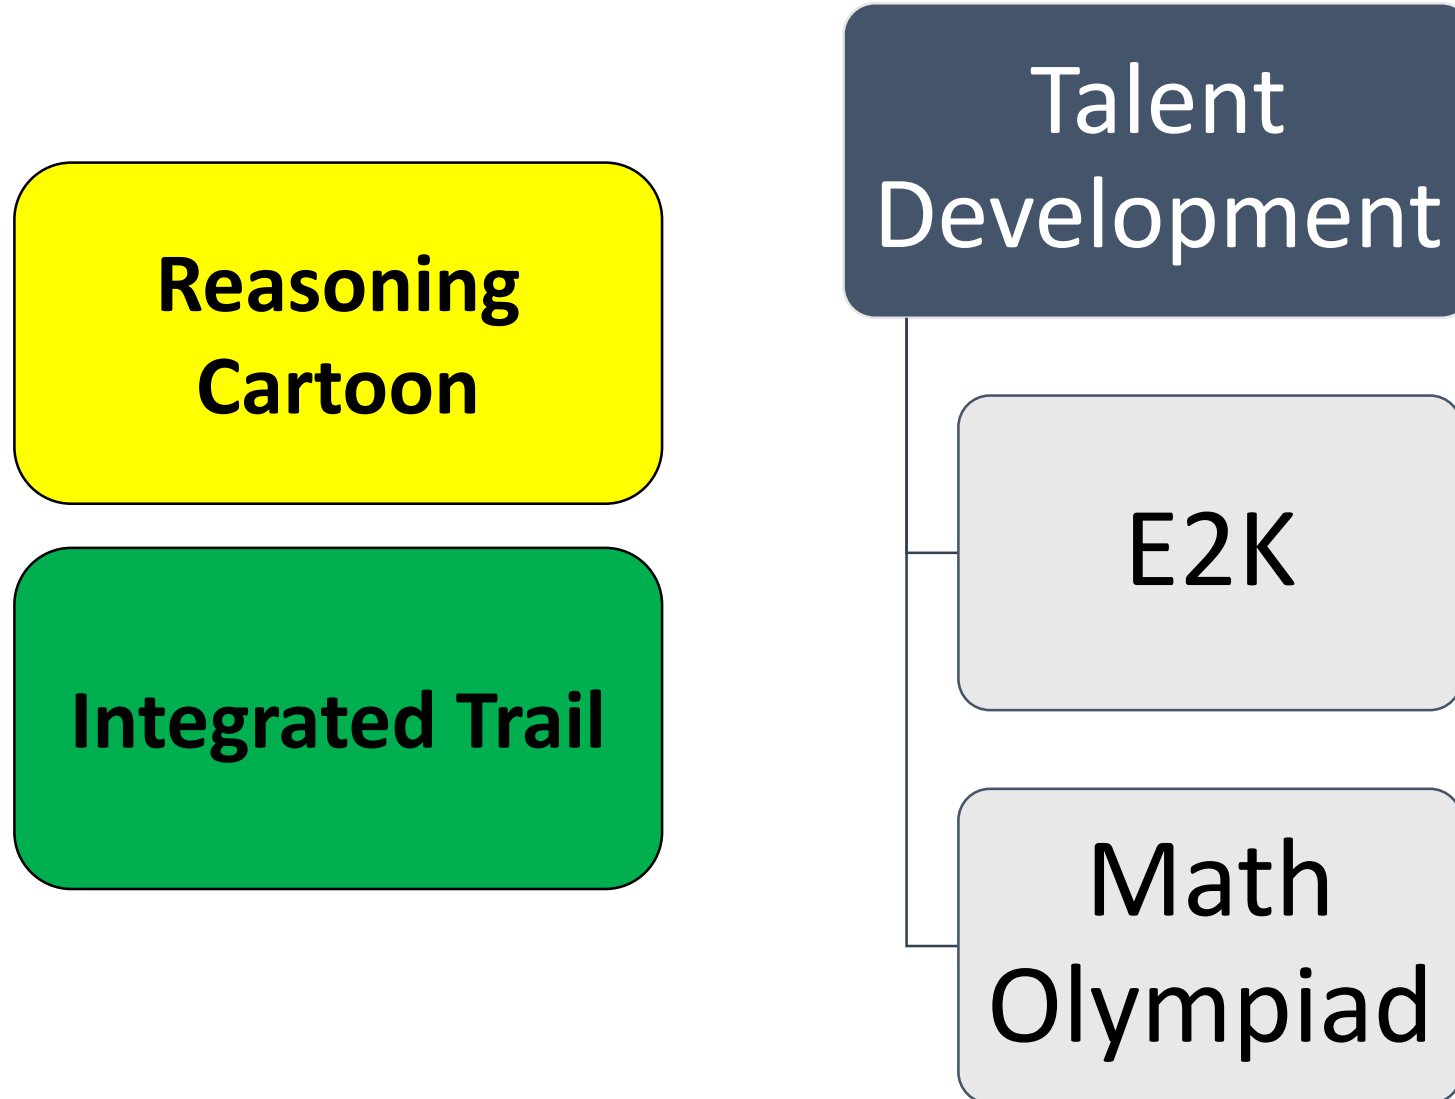 Reasoning
Cartoon
Integrated Trail
Talent
Development
E2K
Math
Olympiad